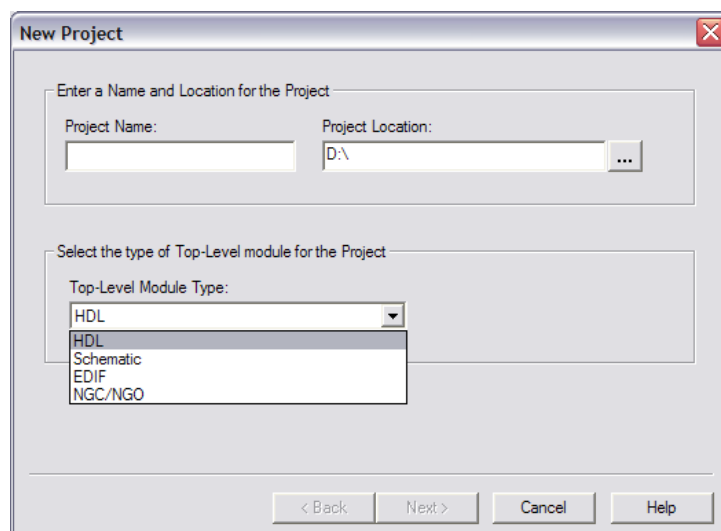 New Project
Enter a Name and Location for the Project
Project Name:
Project Location:
D:\
...
Select the type of Top-Level module for the Project
Top-Level Module Type:
HDL
HDL
Schematic
EDIF
NGC/NGO
< Back
Next >
Cancel
Help